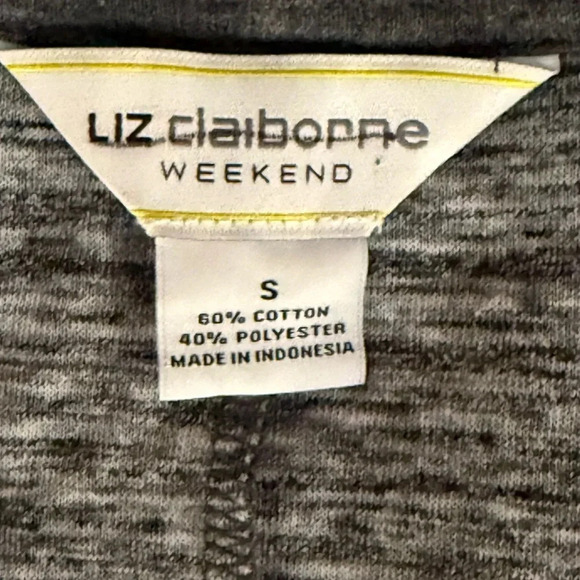 LIZ claiborne
WEEKEND
S
60% COTTON
40% POLYESTER
MADE IN INDONESIA